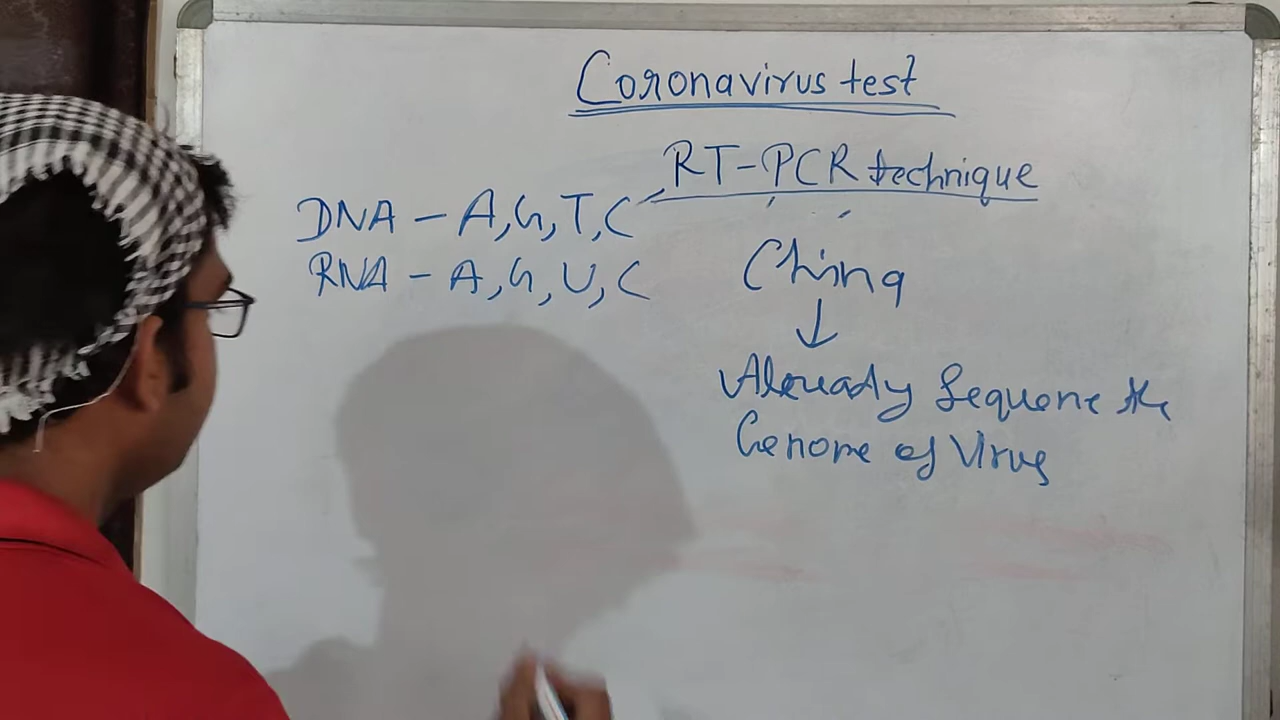 Coronavirus test
RT-PCR technique
DNA - A, G, T, C
RNA - A, G, U, C
China
↓
Already Sequence the
Genome of Virus